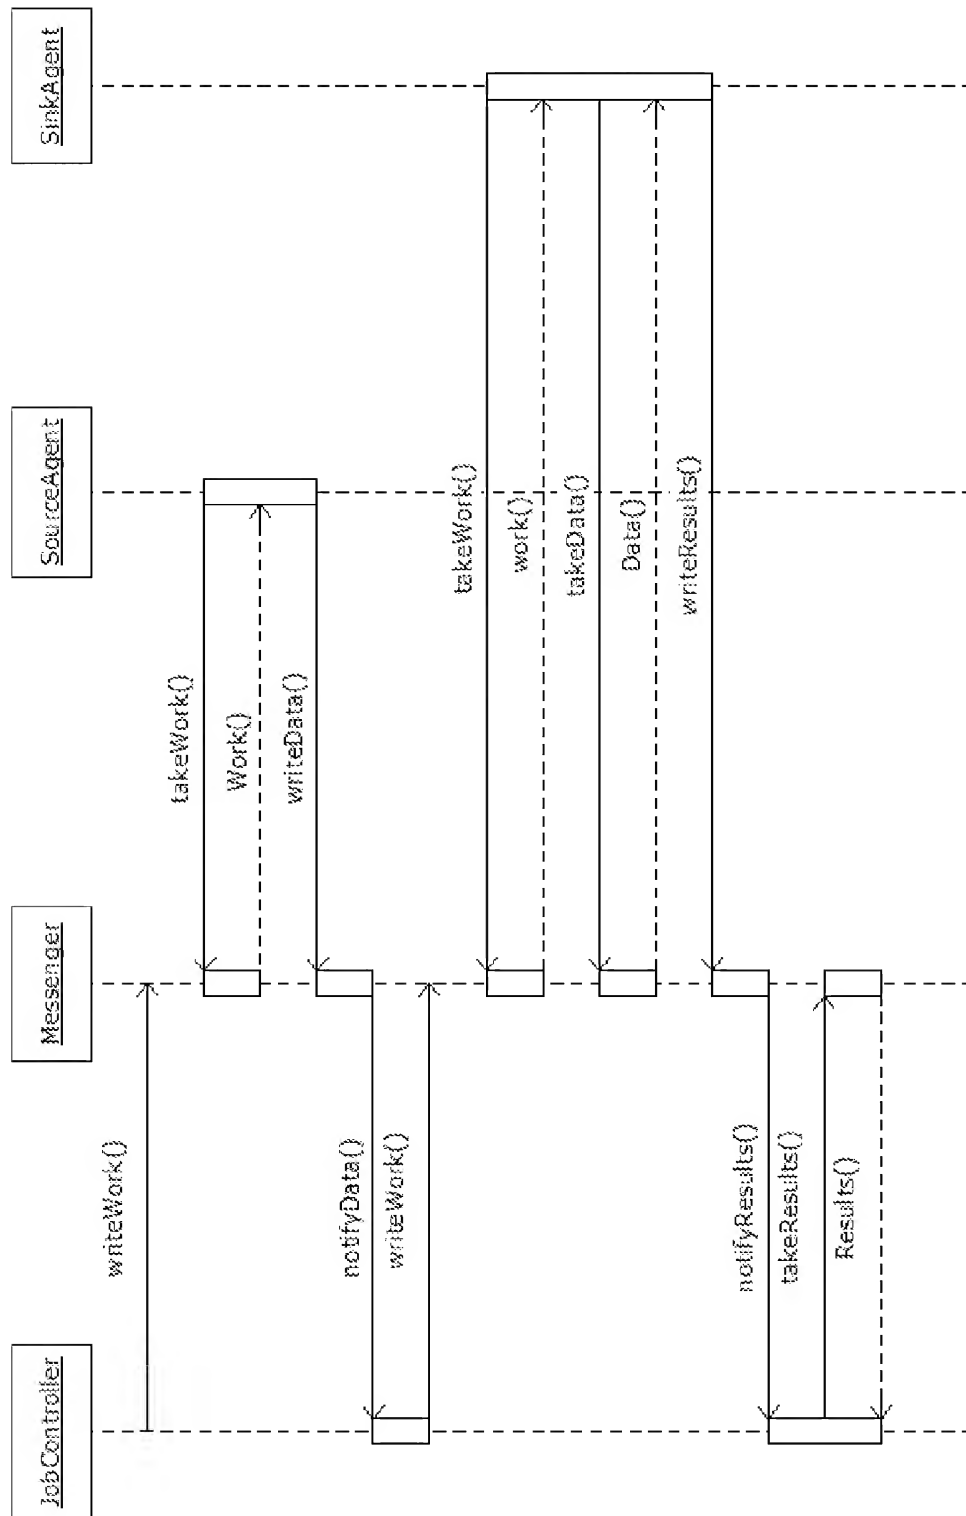 JobController
Messenger
SourceAgent
SinkAgent
writeWork()
takeWork()
Work()
writeData()
notifyData()
writeWork()
takeWork()
work()
takeData()
Data()
writeResults()
notifyResults()
takeResults()
Results()